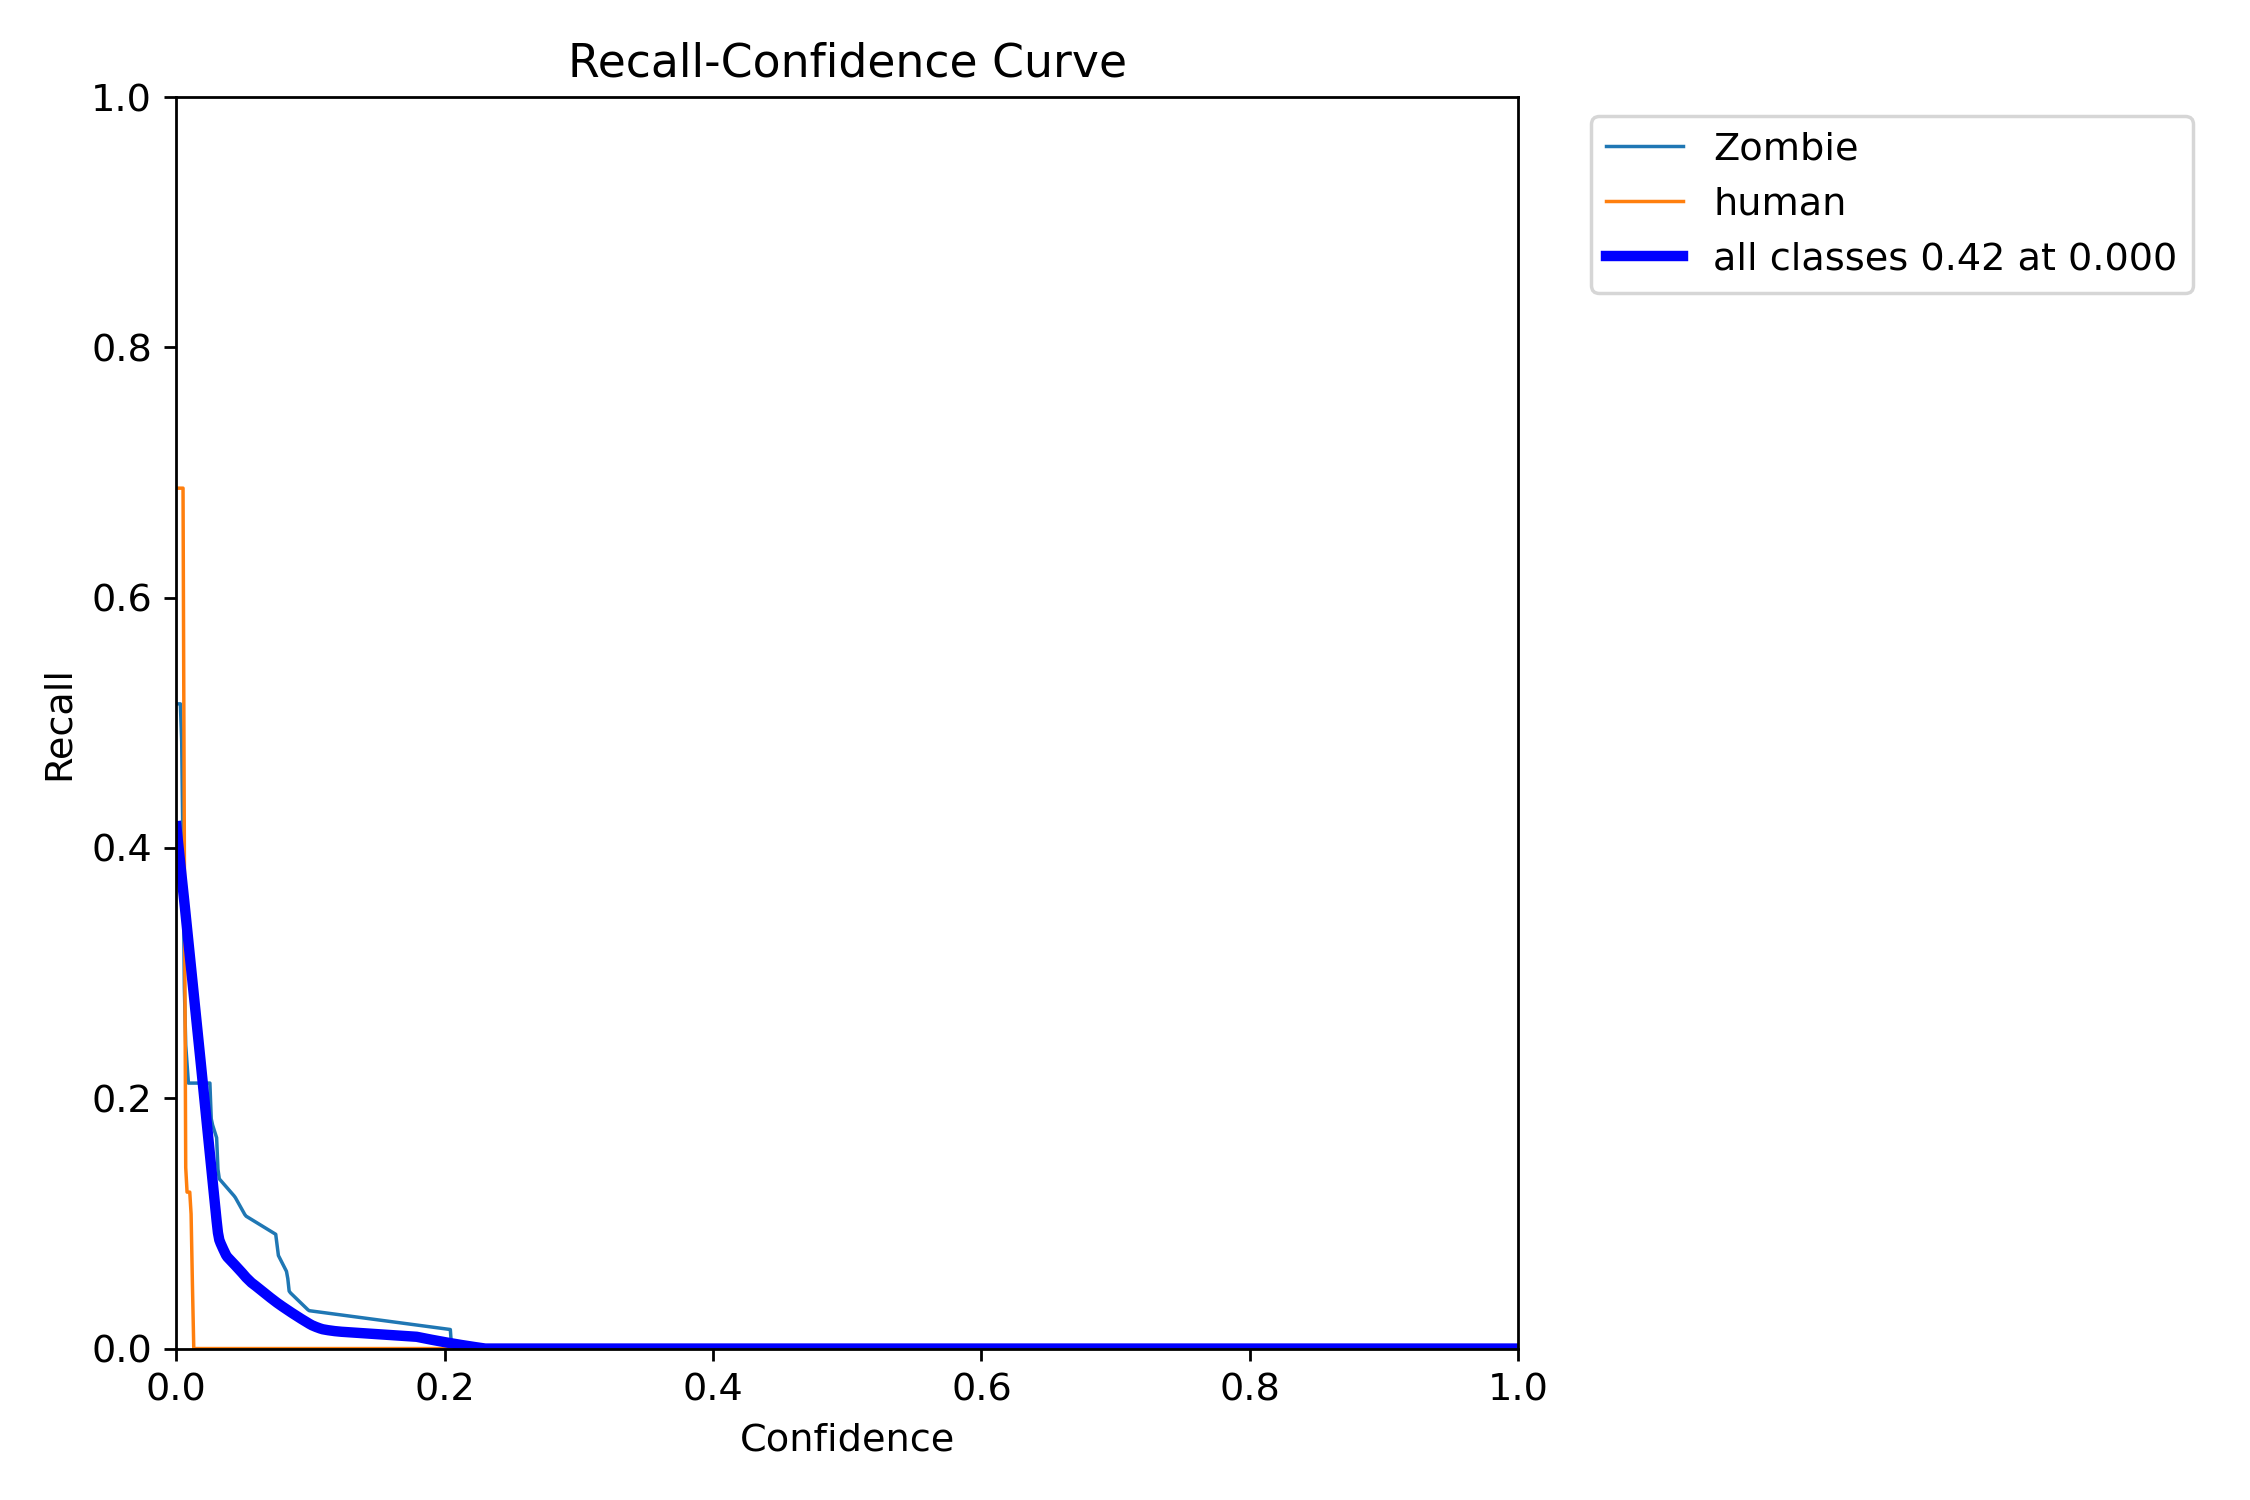 Recall-Confidence Curve
1.0
0.8
0.6
0.4
0.2
0.0
Recall
0.0 0.2 0.4 0.6 0.8 1.0
Confidence
Zombie
human
all classes 0.42 at 0.000